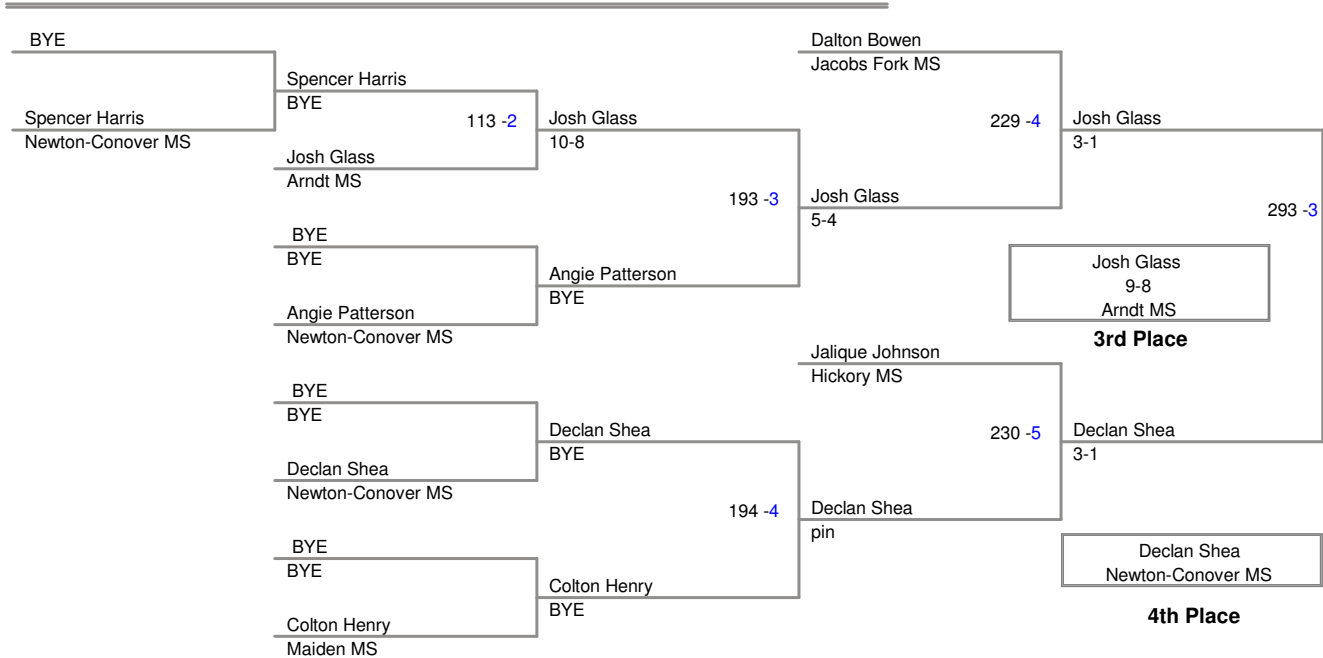 BYE
Spencer Harris
Newton-Conover MS
Spencer Harris
BYE
113 -2
Josh Glass
Arndt MS
Josh Glass
10-8
BYE
BYE
Angie Patterson
Newton-Conover MS
Angie Patterson
BYE
193 -3
Josh Glass
5-4
Dalton Bowen
Jacobs Fork MS
229 -4
Josh Glass
3-1
293 -3
Josh Glass
9-8
Arndt MS
3rd Place
BYE
BYE
Declan Shea
Newton-Conover MS
Declan Shea
BYE
194 -4
BYE
BYE
Colton Henry
Maiden MS
Colton Henry
BYE
Declan Shea
pin
Jalique Johnson
Hickory MS
230 -5
Declan Shea
3-1
Declan Shea
Newton-Conover MS
4th Place